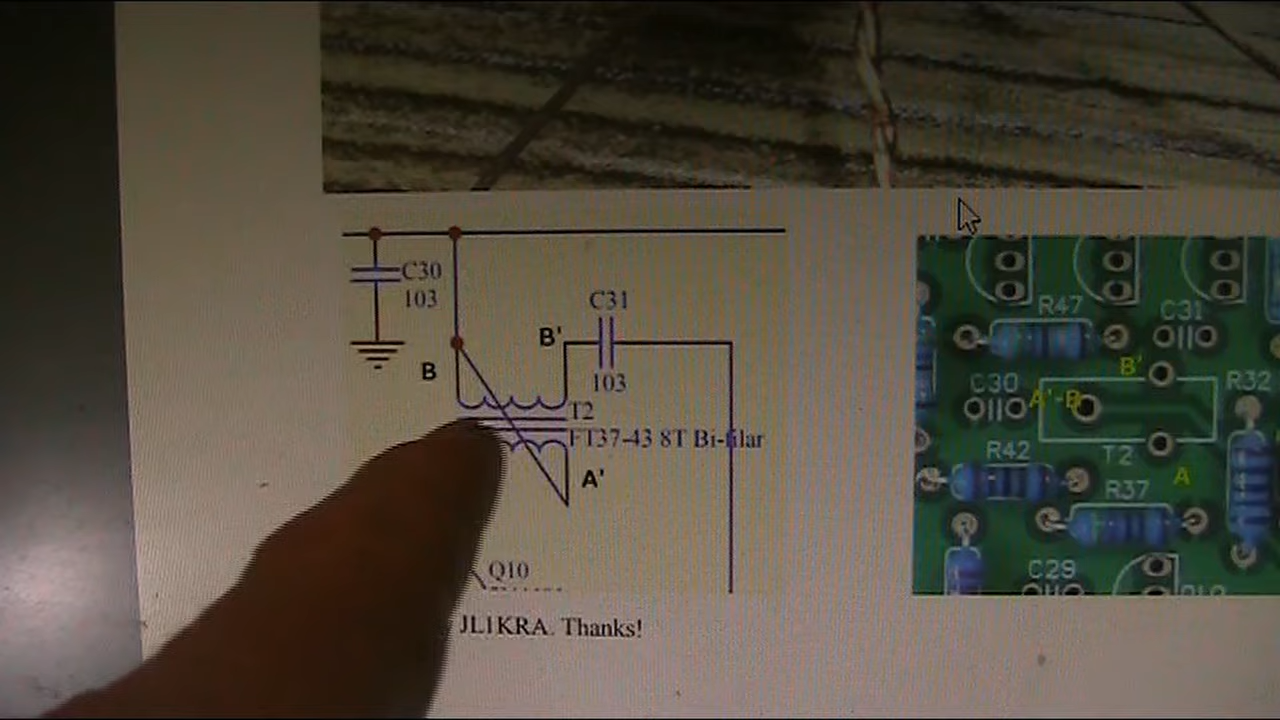 C30
103
C31
103
B
B'
T2
FT37-43 8T Bi-filar
A'
Q10
JL1KRA. Thanks!
R47
C31
B'
C30
A'-B
R32
R42
T2
A
R37
C29